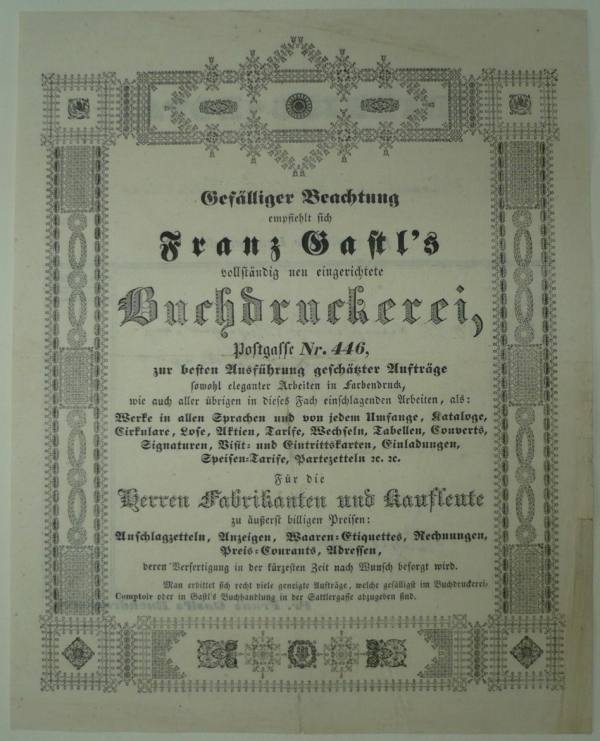 Gefälliger Beachtung
empfiehlt sich
Franz Gastl's
vollständig neu eingerichtete
Buchdruckerei,
Postgasse Nr. 446,
zur besten Ausführung geschätzter Aufträge
sowohl eleganter Arbeiten in Farbendruck,
wie auch aller übrigen in dieses Fach einschlagenden Arbeiten, als:
Werke in allen Sprachen und von jedem Umfange, Kataloge,
Cirkulare, Lose, Aktien, Tarife, Wechseln, Tabellen, Couverts,
Signaturen, Visit- und Eintrittskarten, Einladungen,
Speisen-Tarife, Partezetteln ꝛc. ꝛc.
Für die
Herren Fabrikanten und Kaufleute
zu äußerst billigen Preisen:
Anschlagzetteln, Anzeigen, Waaren-Etiquettes, Rechnungen,
Preis-Courants, Adressen,
deren Verfertigung in der kürzesten Zeit nach Wunsch besorgt wird.
Man erbittet sich recht viele geneigte Aufträge, welche gefälligst im Buchdruckerei-
Comptoir oder in Gastl's Buchhandlung in der Sattlergasse abzugeben sind.